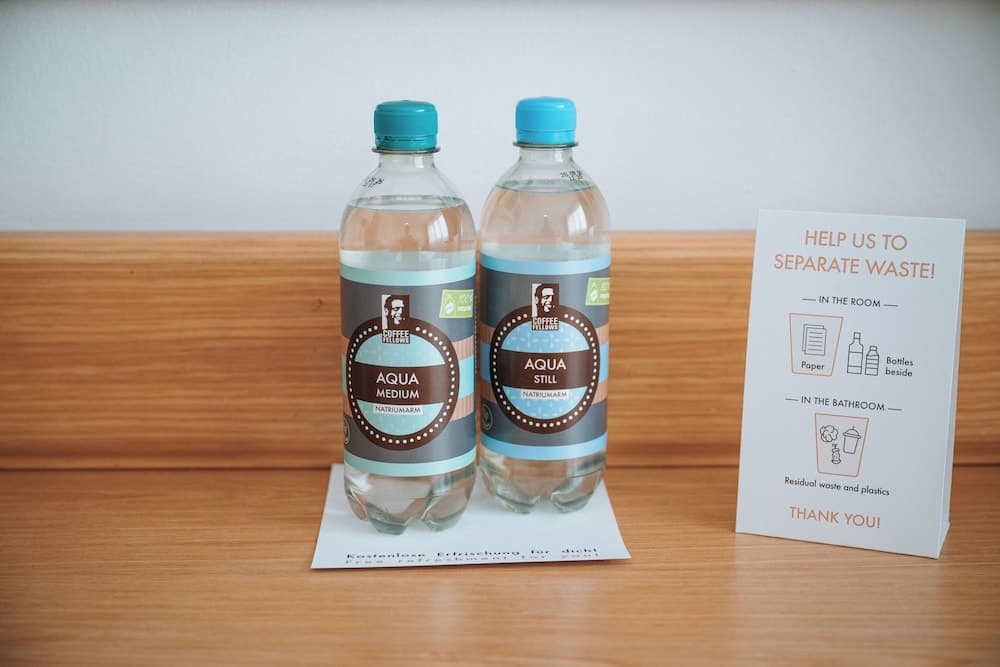 COFFEE
FELLOWS
AQUA
MEDIUM
NATRIUMARM
COFFEE
FELLOWS
AQUA
STILL
NATRIUMARM
Kostenlose Erfrischung für dich!
Free refreshment for you!
HELP US TO
SEPARATE WASTE!
IN THE ROOM
Paper
Bottles
beside
IN THE BATHROOM
Residual waste and plastics
THANK YOU!